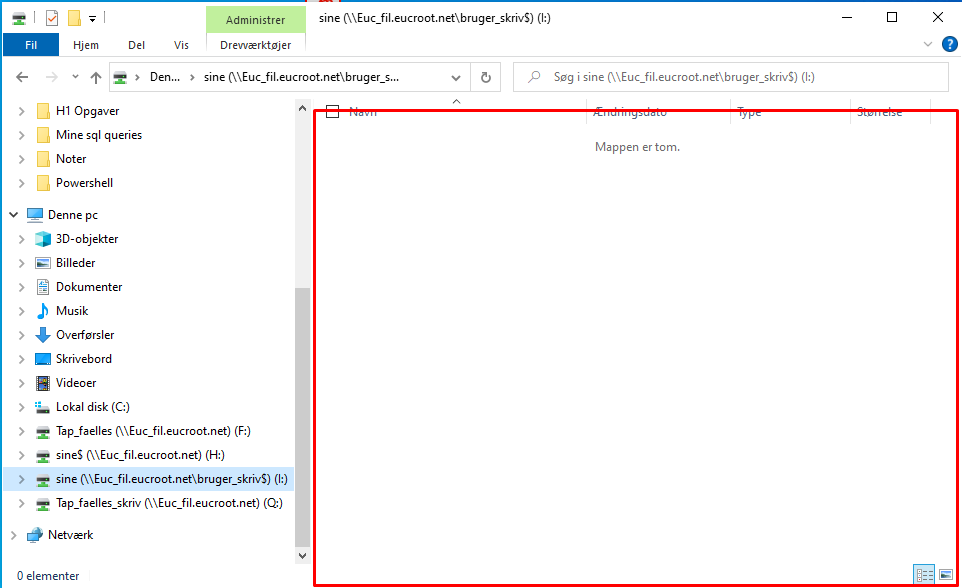 Administrer
sine (\\Euc_fil.eucroot.net\bruger_skriv$) (I:)
Fil
Hjem
Del
Vis
Drevværktøjer
?
Den...
sine (\\Euc_fil.eucroot.net\bruger_s...
Søg i sine (\\Euc_fil.eucroot.net\bruger_skriv$) (I:)
H1 Opgaver
Mine sql queries
Noter
Powershell
Denne pc
3D-objekter
Billeder
Dokumenter
Musik
Overførsler
Skrivebord
Videoer
Lokal disk (C:)
Tap_faelles (\\Euc_fil.eucroot.net) (F:)
sine$ (\\Euc_fil.eucroot.net) (H:)
sine (\\Euc_fil.eucroot.net\bruger_skriv$) (I:)
Tap_faelles_skriv (\\Euc_fil.eucroot.net) (Q:)
Netværk
0 elementer
Navn
Ændringsdato
Type
Størrelse
Mappen er tom.